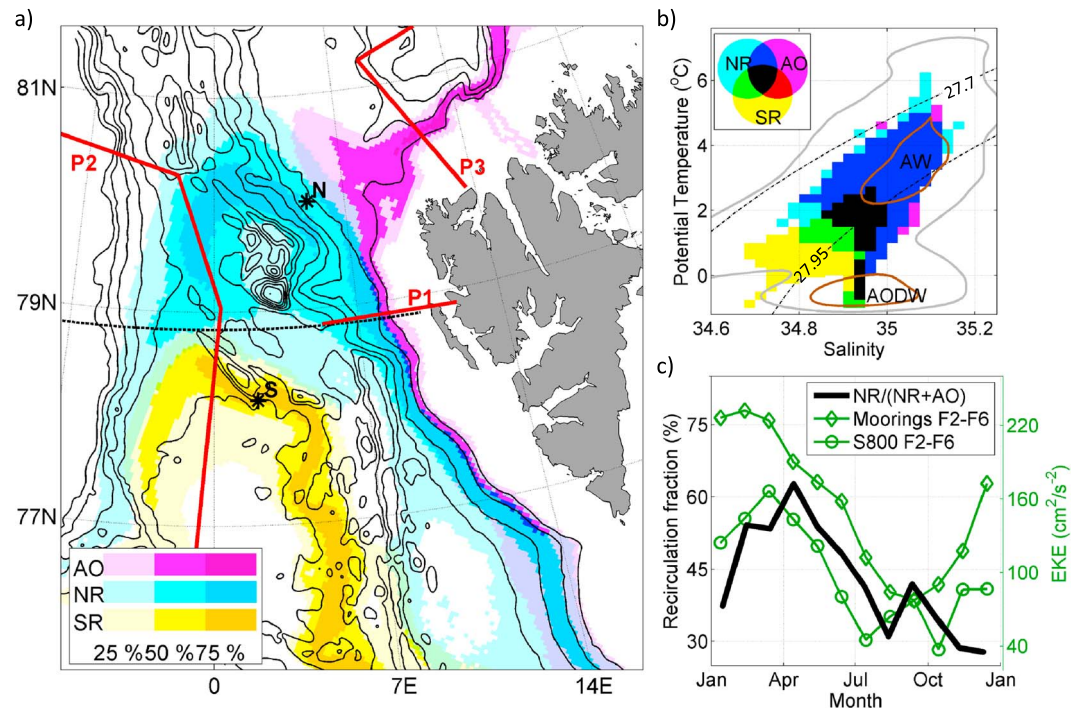 a)
81N
79N
77N
P2
P3
P1
N
S
AO
NR
SR
25 % 50 % 75 %
0
7E
14E
b)
NR
AO
SR
27.7
27.95
AW
AODW
Potential Temperature (°C)
6
4
2
0
34.6
34.8
35
35.2
Salinity
c)
NR/(NR+AO)
Moorings F2-F6
S800 F2-F6
Recirculation fraction (%)
75
60
45
30
EKE (cm⁻²/s⁻²)
220
160
100
40
Jan
Apr
Jul
Oct
Jan
Month